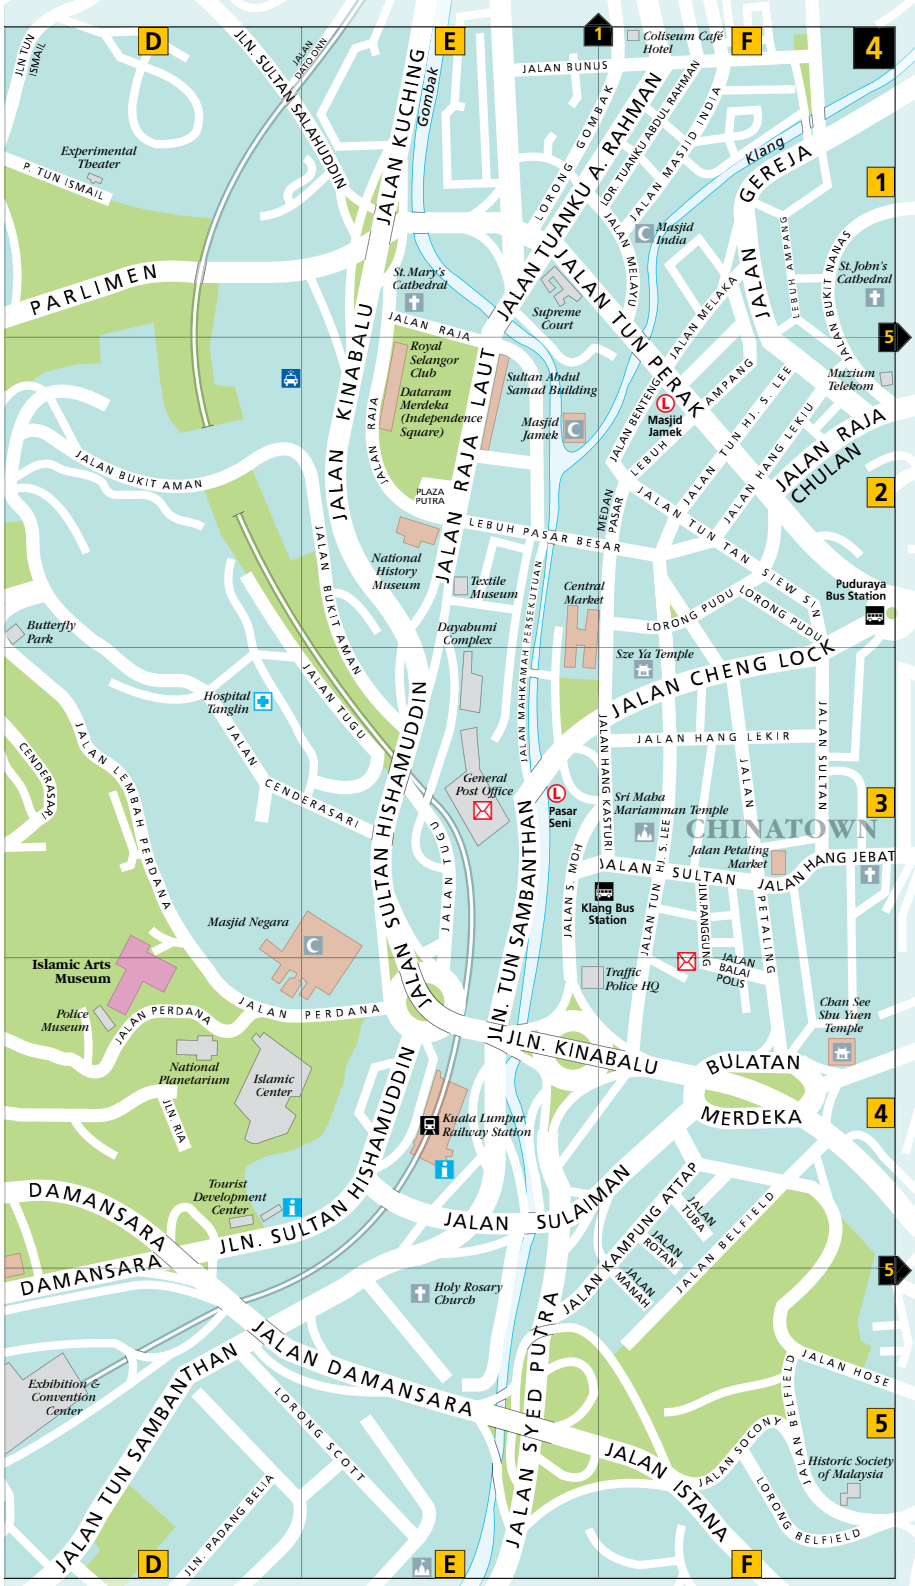 D
E
1
F
4
Coliseum Café
Hotel
JLN TUN
ISMAIL
JLN. SULTAN SALAHUDDIN
JALAN
DATO ONN
JALAN KUCHING
Gombak
JALAN BUNUS
LORONG GOMBAK
JALAN TUANKU A. RAHMAN
LOR. TUANKU ABDUL RAHMAN
JALAN MASJID INDIA
Klang
GEREJA
Experimental
Theater
P. TUN ISMAIL
1
Masjid
India
JALAN MELAYU
JALAN
LEBUH AMPANG
JALAN BUKIT NANAS
St. John's
Cathedral
PARLIMEN
St. Mary's
Cathedral
Supreme
Court
JALAN TUN PERAK
JALAN MELAKA
JALAN RAJA
5
JALAN KINABALU
Royal
Selangor
Club
Dataram
Merdeka
(Independence
Square)
JALAN RAJA
JALAN RAJA LAUT
Sultan Abdul
Samad Building
Masjid
Jamek
L
Masjid
Jamek
JALAN BENTENG
LEBUH AMPANG
JALAN TUN HJ. S. LEE
JALAN HANG LEKIU
Muzium
Telekom
JALAN RAJA
CHULAN
JALAN BUKIT AMAN
PLAZA
PUTRA
2
MEDAN
PASAR
LEBUH PASAR BESAR
JALAN TUN TAN SIEW SIN
National
History
Museum
Textile
Museum
Central
Market
JALAN MAHKAMAH PERSEKUTUAN
JALAN BUKIT AMAN
LORONG PUDU
LORONG PUDU
Puduraya
Bus Station
Butterfly
Park
Dayabumi
Complex
Sze Ya Temple
JALAN CHENG LOCK
Hospital
Tanglin
JALAN TUGU
JALAN SULTAN HISHAMUDDIN
JALAN LEMBAH PERDANA
CENDERASARI
JALAN CENDERASARI
JALAN HANG LEKIR
JALAN HANG KASTURI
JALAN SULTAN
General
Post Office
L
Pasar
Seni
Sri Maha
Mariamman Temple
CHINATOWN
3
JALAN PETALING
Jalan Petaling
Market
JALAN HANG JEBAT
JALAN SULTAN
JALAN TUGU
JALAN S. MOH
JALAN TUN HJ. S. LEE
JLN.PANGGUNG
Klang Bus
Station
JLN. TUN SAMBANTHAN
Masjid Negara
Islamic Arts
Museum
Traffic
Police HQ
JALAN
BALAI
POLIS
Police
Museum
JALAN PERDANA
JALAN PERDANA
Chan See
Shu Yuen
Temple
JLN. KINABALU
BULATAN
MERDEKA
National
Planetarium
Islamic
Center
JLN. RIA
Kuala Lumpur
Railway Station
4
i
Tourist
Development
Center
i
JLN. SULTAN HISHAMUDDIN
DAMANSARA
DAMANSARA
JALAN SULAIMAN
JALAN KAMPUNG ATTAP
JALAN
TUBA
JALAN
ROTAN
JALAN
MANAH
JALAN BELFIELD
5
Holy Rosary
Church
JALAN SYED PUTRA
JALAN DAMANSARA
Exhibition &
Convention
Center
JALAN TUN SAMBANTHAN
LORONG SCOTT
JLN. PADANG BELIA
JALAN HOSE
JALAN BELFIELD
JALAN SOCONY
5
JALAN ISTANA
Historic Society
of Malaysia
LORONG BELFIELD
D
E
F